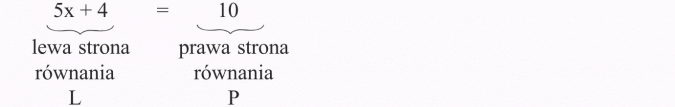 5x + 4 = 10
lewa strona prawa strona
równania równania
L P